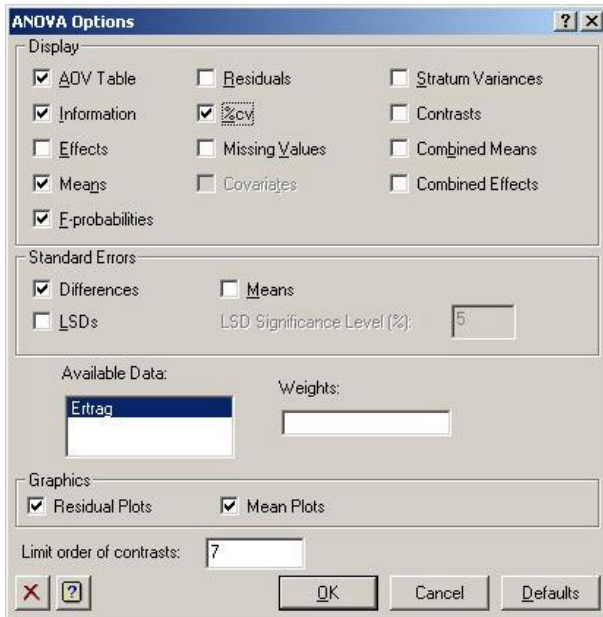 ANOVA Options
Display
AOV Table
Residuals
Stratum Variances
Information
%cv
Contrasts
Effects
Missing Values
Combined Means
Means
Covariates
Combined Effects
F-probabilities
Standard Errors
Differences
Means
LSDs
LSD Significance Level (%):
5
Available Data:
Weights:
Ertrag
Graphics
Residual Plots
Mean Plots
Limit order of contrasts:
7
OK
Cancel
Defaults